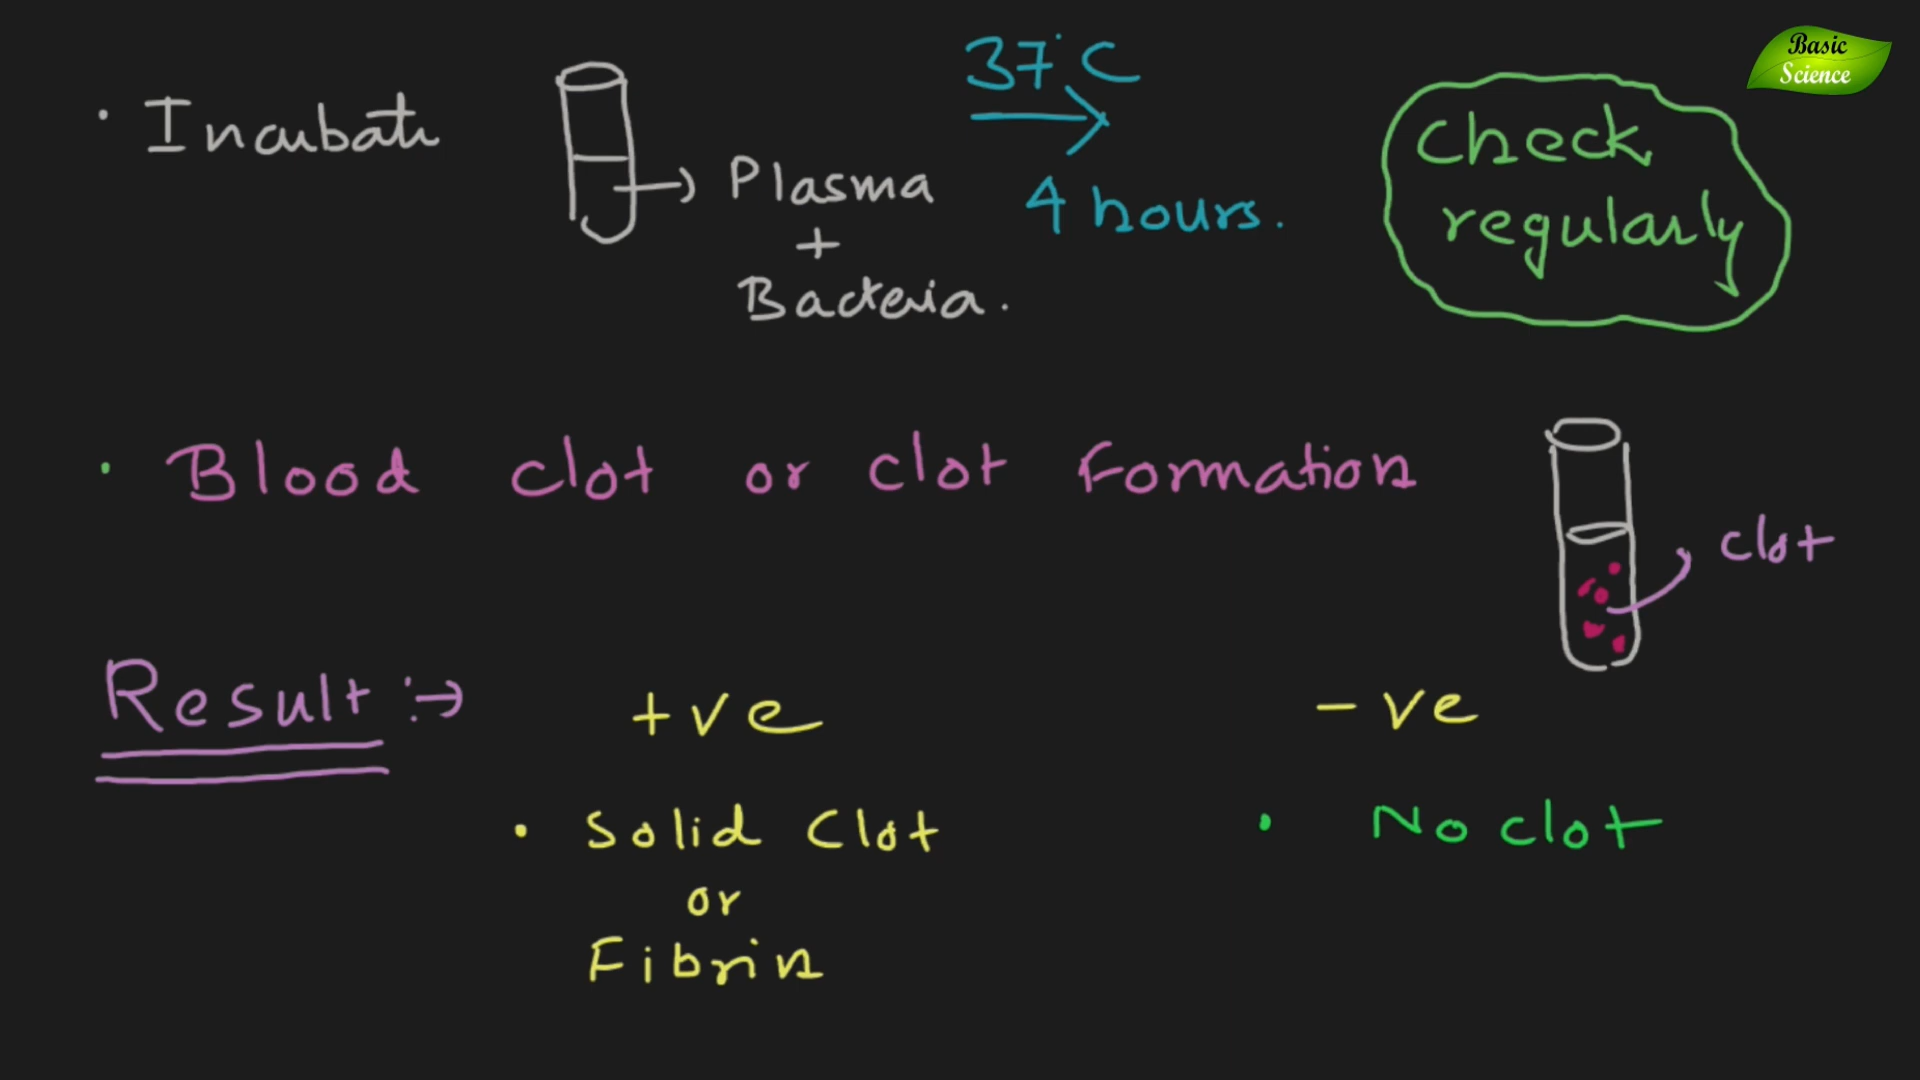 Basic
Science
· Incubate
37°C
4 hours.
Plasma
+
Bacteria.
Check
regularly
· Blood clot or clot Formation
clot
Result :→
+ve
-ve
· Solid Clot
or
Fibrin
· No clot